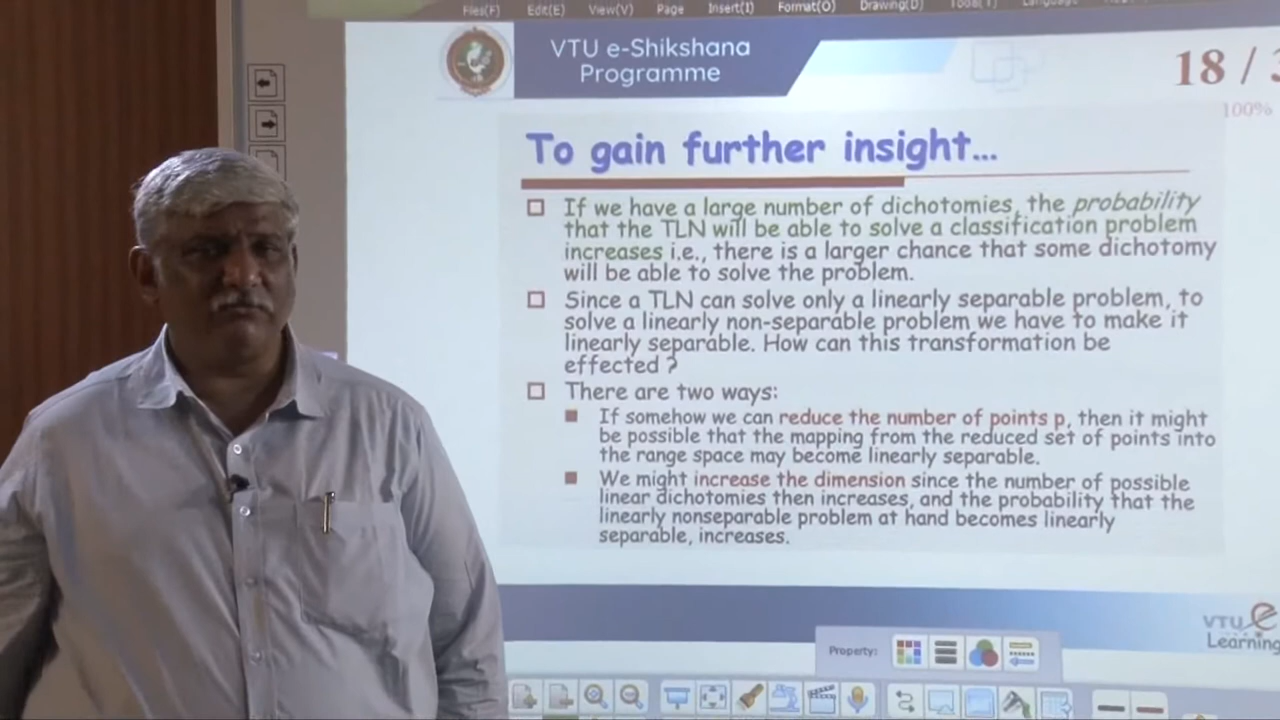 Files(F) Edit(E) View(V) Page Insert(I) Format(O) Drawing(D) Tools(T) Language
VTU e-Shikshana
Programme
18 / 3
100%
To gain further insight...
If we have a large number of dichotomies, the probability
that the TLN will be able to solve a classification problem
increases i.e., there is a larger chance that some dichotomy
will be able to solve the problem.
Since a TLN can solve only a linearly separable problem, to
solve a linearly non-separable problem we have to make it
linearly separable. How can this transformation be
effected ?
There are two ways:
If somehow we can reduce the number of points p, then it might
be possible that the mapping from the reduced set of points into
the range space may become linearly separable.
We might increase the dimension since the number of possible
linear dichotomies then increases, and the probability that the
linearly nonseparable problem at hand becomes linearly
separable, increases.
VTU e
Learning
Property: